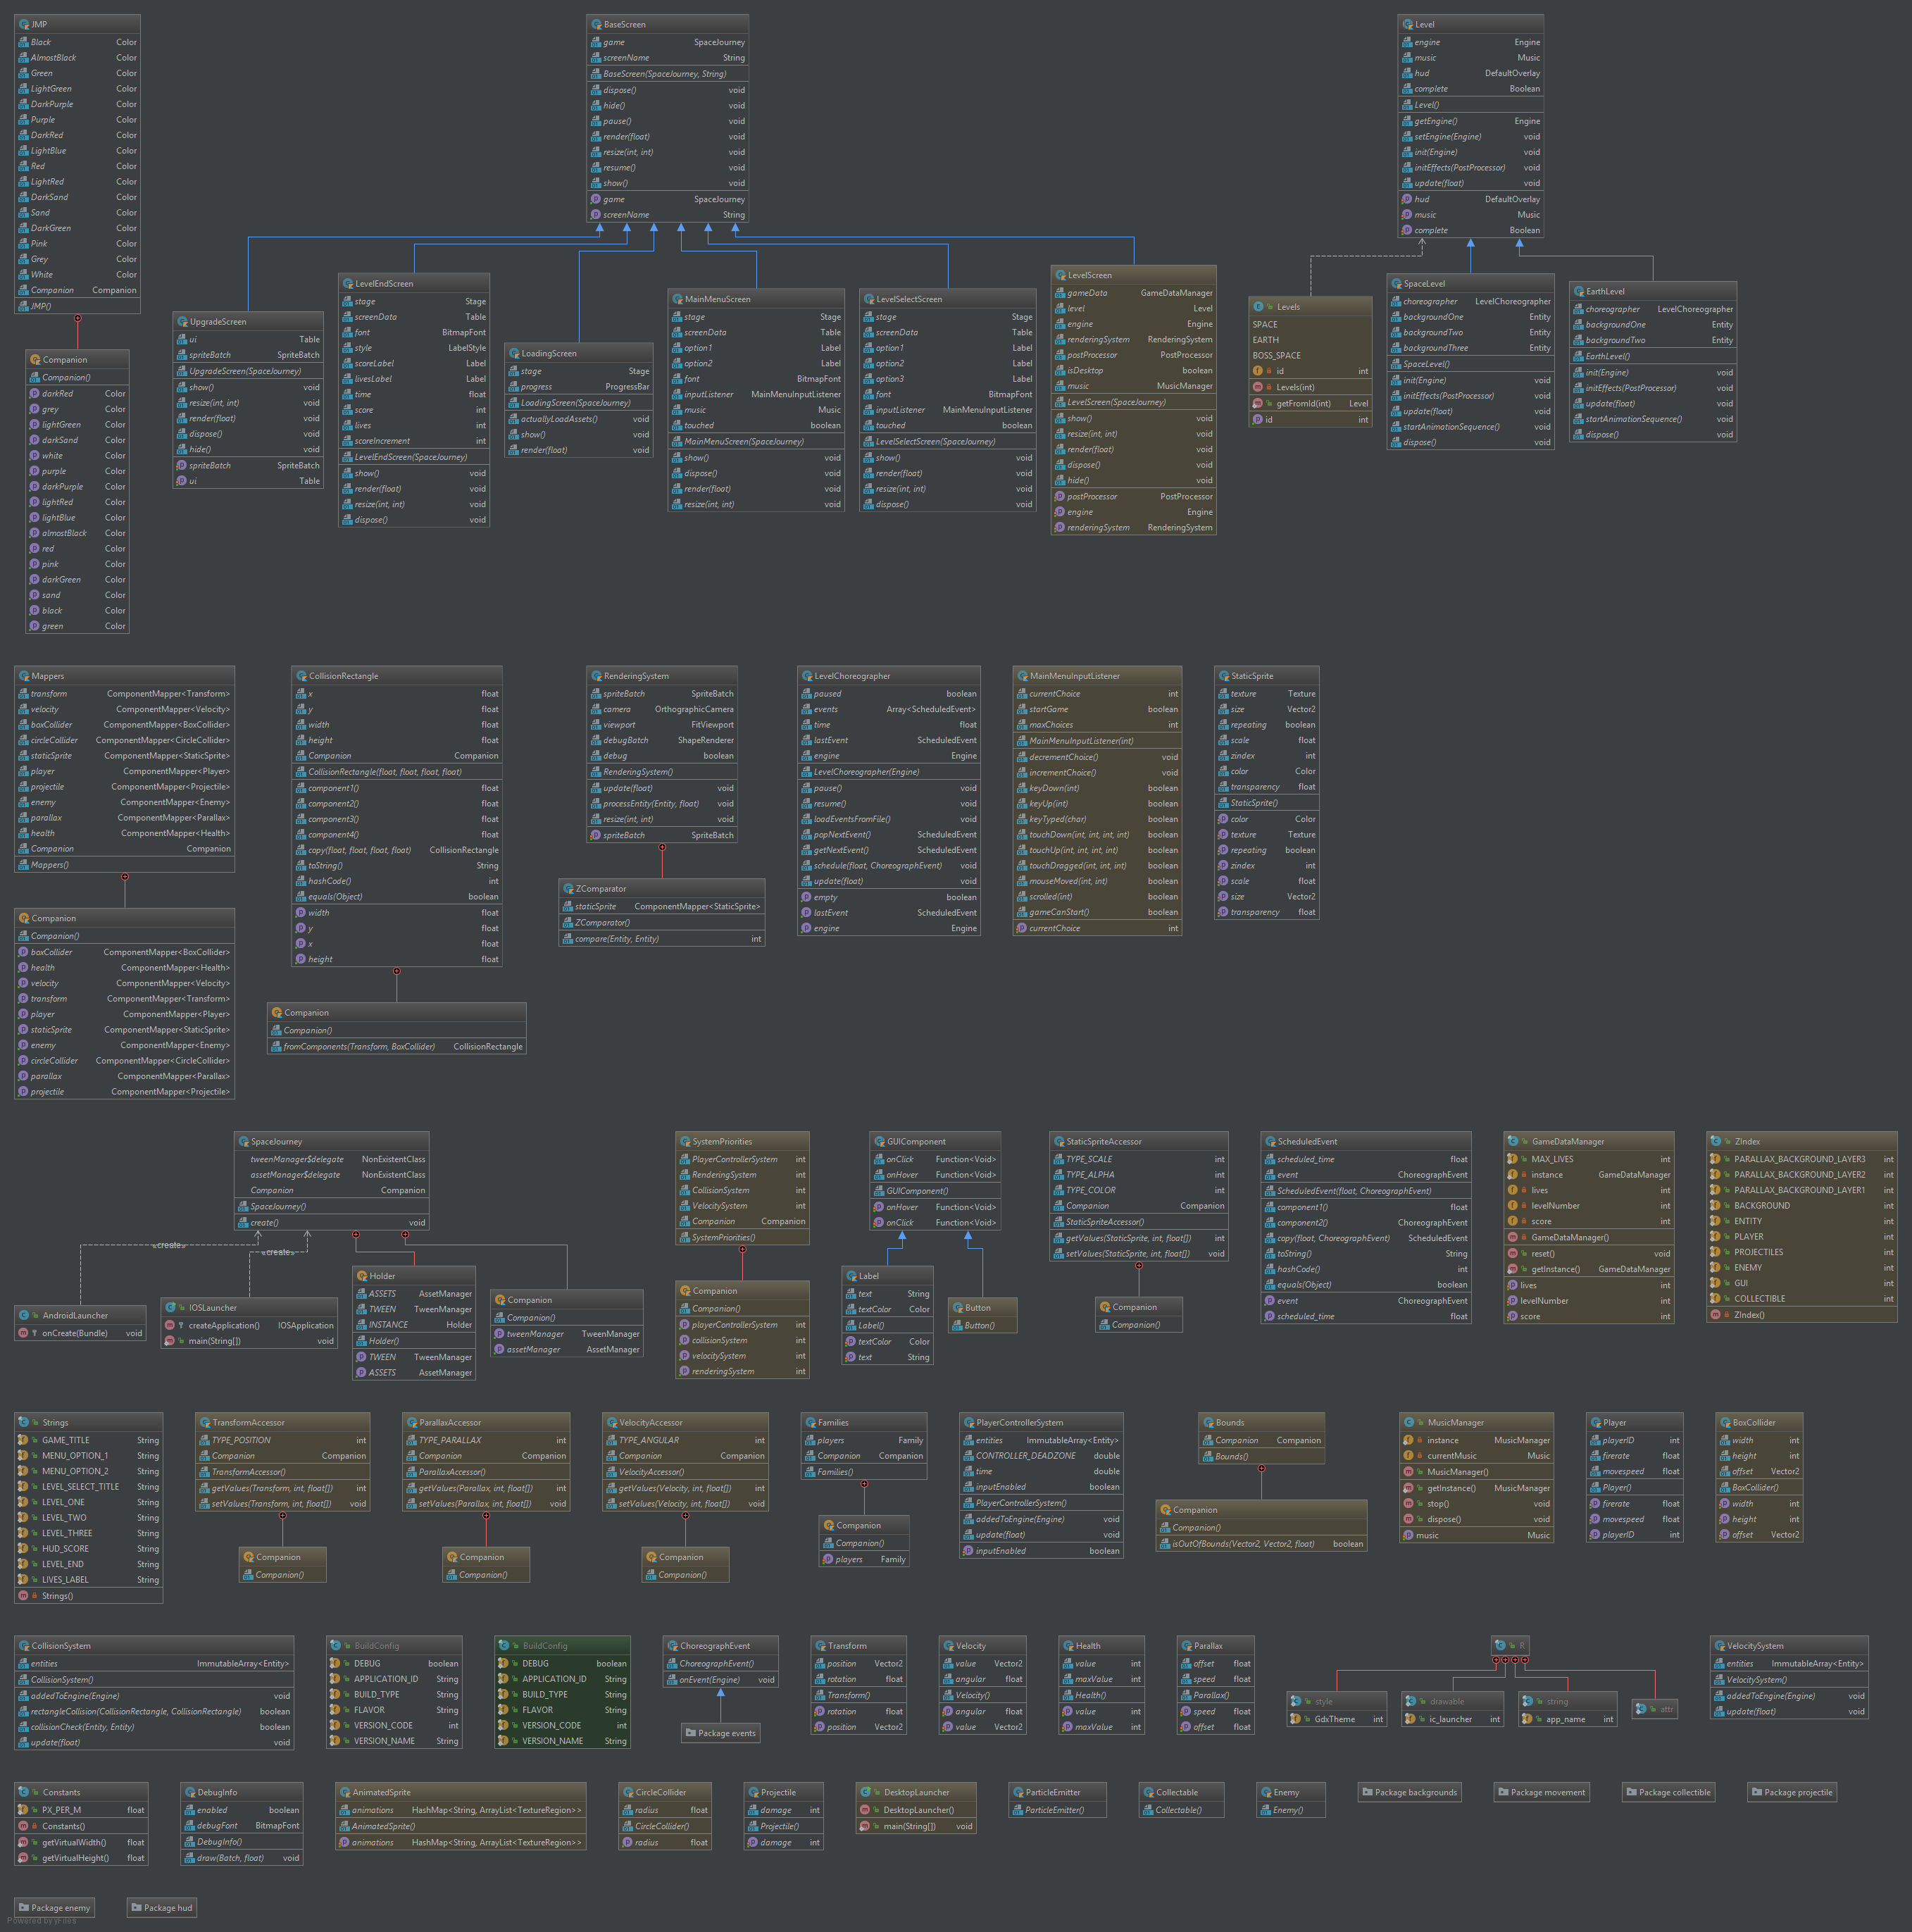 JMP
Black Color
AlmostBlack Color
Green Color
LightGreen Color
DarkPurple Color
Purple Color
DarkRed Color
LightBlue Color
Red Color
LightRed Color
DarkSand Color
Sand Color
DarkGreen Color
Pink Color
Grey Color
White Color
Companion Companion
JMP()
Companion
Companion()
darkRed Color
grey Color
lightGreen Color
darkSand Color
white Color
purple Color
darkPurple Color
lightRed Color
lightBlue Color
almostBlack Color
red Color
pink Color
darkGreen Color
sand Color
black Color
green Color
BaseScreen
game SpaceJourney
screenName String
BaseScreen(SpaceJourney, String)
dispose() void
hide() void
pause() void
render(float) void
resize(int, int) void
resume() void
show() void
game SpaceJourney
screenName String
UpgradeScreen
ui Table
spriteBatch SpriteBatch
UpgradeScreen(SpaceJourney)
show() void
resize(int, int) void
render(float) void
dispose() void
hide() void
spriteBatch SpriteBatch
ui Table
LevelEndScreen
stage Stage
screenData Table
font BitmapFont
style LabelStyle
scoreLabel Label
livesLabel Label
time float
score int
lives int
scoreIncrement int
LevelEndScreen(SpaceJourney)
show() void
render(float) void
resize(int, int) void
dispose() void
LoadingScreen
stage Stage
progress ProgressBar
LoadingScreen(SpaceJourney)
actuallyLoadAssets() void
show() void
render(float) void
MainMenuScreen
stage Stage
screenData Table
option1 Label
option2 Label
font BitmapFont
inputListener MainMenuInputListener
music Music
touched boolean
MainMenuScreen(SpaceJourney)
show() void
dispose() void
render(float) void
resize(int, int) void
LevelSelectScreen
stage Stage
screenData Table
option1 Label
option2 Label
option3 Label
font BitmapFont
inputListener MainMenuInputListener
touched boolean
LevelSelectScreen(SpaceJourney)
show() void
render(float) void
resize(int, int) void
dispose() void
LevelScreen
gameData GameDataManager
level Level
engine Engine
renderingSystem RenderingSystem
postProcessor PostProcessor
isDesktop boolean
music MusicManager
LevelScreen(SpaceJourney)
show() void
resize(int, int) void
render(float) void
dispose() void
hide() void
postProcessor PostProcessor
engine Engine
renderingSystem RenderingSystem
Level
engine Engine
music Music
hud DefaultOverlay
complete Boolean
Level()
getEngine() Engine
setEngine(Engine) void
init(Engine) void
initEffects(PostProcessor) void
update(float) void
hud DefaultOverlay
music Music
complete Boolean
Levels
SPACE
EARTH
BOSS_SPACE
id int
Levels(int)
getFromId(int) Level
id int
SpaceLevel
choreographer LevelChoreographer
backgroundOne Entity
backgroundTwo Entity
backgroundThree Entity
SpaceLevel()
init(Engine) void
initEffects(PostProcessor) void
update(float) void
startAnimationSequence() void
dispose() void
EarthLevel
choreographer LevelChoreographer
backgroundOne Entity
backgroundTwo Entity
EarthLevel()
init(Engine) void
initEffects(PostProcessor) void
update(float) void
startAnimationSequence() void
dispose() void
Mappers
transform ComponentMapper<Transform>
velocity ComponentMapper<Velocity>
boxCollider ComponentMapper<BoxCollider>
circleCollider ComponentMapper<CircleCollider>
staticSprite ComponentMapper<StaticSprite>
player ComponentMapper<Player>
projectile ComponentMapper<Projectile>
enemy ComponentMapper<Enemy>
parallax ComponentMapper<Parallax>
health ComponentMapper<Health>
Companion Companion
Mappers()
Companion
Companion()
boxCollider ComponentMapper<BoxCollider>
health ComponentMapper<Health>
velocity ComponentMapper<Velocity>
transform ComponentMapper<Transform>
player ComponentMapper<Player>
staticSprite ComponentMapper<StaticSprite>
enemy ComponentMapper<Enemy>
circleCollider ComponentMapper<CircleCollider>
parallax ComponentMapper<Parallax>
projectile ComponentMapper<Projectile>
CollisionRectangle
x float
y float
width float
height float
Companion Companion
CollisionRectangle(float, float, float, float)
component1() float
component2() float
component3() float
component4() float
copy(float, float, float, float) CollisionRectangle
toString() String
hashCode() int
equals(Object) boolean
width float
y float
x float
height float
Companion
Companion()
fromComponents(Transform, BoxCollider) CollisionRectangle
RenderingSystem
spriteBatch SpriteBatch
camera OrthographicCamera
viewport FitViewport
debugBatch ShapeRenderer
debug boolean
RenderingSystem()
update(float) void
processEntity(Entity, float) void
resize(int, int) void
spriteBatch SpriteBatch
ZComparator
staticSprite ComponentMapper<StaticSprite>
ZComparator()
compare(Entity, Entity) int
LevelChoreographer
paused boolean
events Array<ScheduledEvent>
time float
lastEvent ScheduledEvent
engine Engine
LevelChoreographer(Engine)
pause() void
resume() void
loadEventsFromFile() void
popNextEvent() ScheduledEvent
getNextEvent() ScheduledEvent
schedule(float, ChoreographEvent) void
update(float) void
empty boolean
lastEvent ScheduledEvent
engine Engine
MainMenuInputListener
currentChoice int
startGame boolean
maxChoices int
MainMenuInputListener(int)
decrementChoice() void
incrementChoice() void
keyDown(int) boolean
keyUp(int) boolean
keyTyped(char) boolean
touchDown(int, int, int, int) boolean
touchUp(int, int, int, int) boolean
touchDragged(int, int, int) boolean
mouseMoved(int, int) boolean
scrolled(int) boolean
gameCanStart() boolean
currentChoice int
StaticSprite
texture Texture
size Vector2
repeating boolean
scale float
zindex int
color Color
transparency float
StaticSprite()
color Color
texture Texture
repeating boolean
zindex int
scale float
size Vector2
transparency float
SpaceJourney
tweenManager$delegate NonExistentClass
assetManager$delegate NonExistentClass
Companion Companion
SpaceJourney()
create() void
«create»
«create»
AndroidLauncher
onCreate(Bundle) void
IOSLauncher
createApplication() IOSApplication
main(String[]) void
Holder
ASSETS AssetManager
TWEEN TweenManager
INSTANCE Holder
Holder()
TWEEN TweenManager
ASSETS AssetManager
Companion
Companion()
tweenManager TweenManager
assetManager AssetManager
SystemPriorities
PlayerControllerSystem int
RenderingSystem int
CollisionSystem int
VelocitySystem int
Companion Companion
SystemPriorities()
Companion
Companion()
playerControllerSystem int
collisionSystem int
velocitySystem int
renderingSystem int
GUIComponent
onClick Function<Void>
onHover Function<Void>
GUIComponent()
onHover Function<Void>
onClick Function<Void>
Label
text String
textColor Color
Label()
textColor Color
text String
Button
Button()
StaticSpriteAccessor
TYPE_SCALE int
TYPE_ALPHA int
TYPE_COLOR int
Companion Companion
StaticSpriteAccessor()
getValues(StaticSprite, int, float[]) int
setValues(StaticSprite, int, float[]) void
Companion
Companion()
ScheduledEvent
scheduled_time float
event ChoreographEvent
ScheduledEvent(float, ChoreographEvent)
component1() float
component2() ChoreographEvent
copy(float, ChoreographEvent) ScheduledEvent
toString() String
hashCode() int
equals(Object) boolean
event ChoreographEvent
scheduled_time float
GameDataManager
MAX_LIVES int
instance GameDataManager
lives int
levelNumber int
score int
GameDataManager()
reset() void
getInstance() GameDataManager
lives int
levelNumber int
score int
ZIndex
PARALLAX_BACKGROUND_LAYER3 int
PARALLAX_BACKGROUND_LAYER2 int
PARALLAX_BACKGROUND_LAYER1 int
BACKGROUND int
ENTITY int
PLAYER int
PROJECTILES int
ENEMY int
GUI int
COLLECTIBLE int
ZIndex()
Strings
GAME_TITLE String
MENU_OPTION_1 String
MENU_OPTION_2 String
LEVEL_SELECT_TITLE String
LEVEL_ONE String
LEVEL_TWO String
LEVEL_THREE String
HUD_SCORE String
LEVEL_END String
LIVES_LABEL String
Strings()
TransformAccessor
TYPE_POSITION int
Companion Companion
TransformAccessor()
getValues(Transform, int, float[]) int
setValues(Transform, int, float[]) void
Companion
Companion()
ParallaxAccessor
TYPE_PARALLAX int
Companion Companion
ParallaxAccessor()
getValues(Parallax, int, float[]) int
setValues(Parallax, int, float[]) void
Companion
Companion()
VelocityAccessor
TYPE_ANGULAR int
Companion Companion
VelocityAccessor()
getValues(Velocity, int, float[]) int
setValues(Velocity, int, float[]) void
Companion
Companion()
Families
players Family
Companion Companion
Families()
Companion
Companion()
players Family
PlayerControllerSystem
entities ImmutableArray<Entity>
CONTROLLER_DEADZONE double
time double
inputEnabled boolean
PlayerControllerSystem()
addedToEngine(Engine) void
update(float) void
inputEnabled boolean
Bounds
Companion Companion
Bounds()
Companion
Companion()
isOutOfBounds(Vector2, Vector2, float) boolean
MusicManager
instance MusicManager
currentMusic Music
MusicManager()
getInstance() MusicManager
stop() void
dispose() void
music Music
Player
playerID int
firerate float
movespeed float
Player()
firerate float
movespeed float
playerID int
BoxCollider
width int
height int
offset Vector2
BoxCollider()
width int
height int
offset Vector2
CollisionSystem
entities ImmutableArray<Entity>
CollisionSystem()
addedToEngine(Engine) void
rectangleCollision(CollisionRectangle, CollisionRectangle) boolean
collisionCheck(Entity, Entity) boolean
update(float) void
BuildConfig
DEBUG boolean
APPLICATION_ID String
BUILD_TYPE String
FLAVOR String
VERSION_CODE int
VERSION_NAME String
BuildConfig
DEBUG boolean
APPLICATION_ID String
BUILD_TYPE String
FLAVOR String
VERSION_CODE int
VERSION_NAME String
ChoreographEvent
ChoreographEvent()
onEvent(Engine) void
Package events
Transform
position Vector2
rotation float
Transform()
rotation float
position Vector2
Velocity
value Vector2
angular float
Velocity()
angular float
value Vector2
Health
value int
maxValue int
Health()
value int
maxValue int
Parallax
offset float
speed float
Parallax()
speed float
offset float
R
style
GdxTheme int
drawable
ic_launcher int
string
app_name int
attr
VelocitySystem
entities ImmutableArray<Entity>
VelocitySystem()
addedToEngine(Engine) void
update(float) void
Constants
PX_PER_M float
Constants()
getVirtualWidth() float
getVirtualHeight() float
DebugInfo
enabled boolean
debugFont BitmapFont
DebugInfo()
draw(Batch, float) void
AnimatedSprite
animations HashMap<String, ArrayList<TextureRegion>>
AnimatedSprite()
animations HashMap<String, ArrayList<TextureRegion>>
CircleCollider
radius float
CircleCollider()
radius float
Projectile
damage int
Projectile()
damage int
DesktopLauncher
DesktopLauncher()
main(String[]) void
ParticleEmitter
ParticleEmitter()
Collectable
Collectable()
Enemy
Enemy()
Package backgrounds
Package movement
Package collectible
Package projectile
Package enemy
Package hud
Powered by yFiles